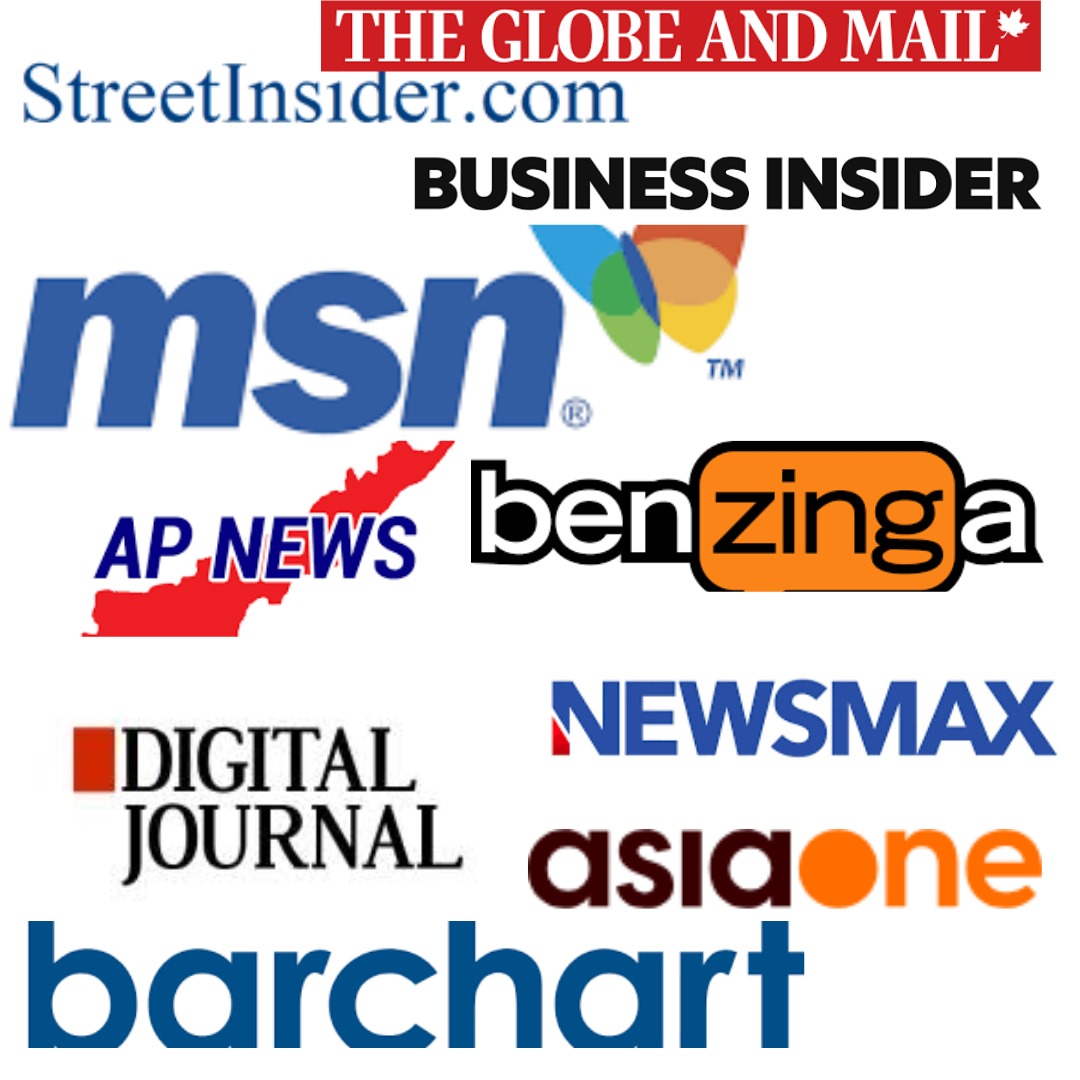 THE GLOBE AND MAIL*
StreetInsider.com
BUSINESS INSIDER
msn® TM
AP NEWS
benzinga
NEWSMAX
DIGITAL
JOURNAL
asiaone
barchart